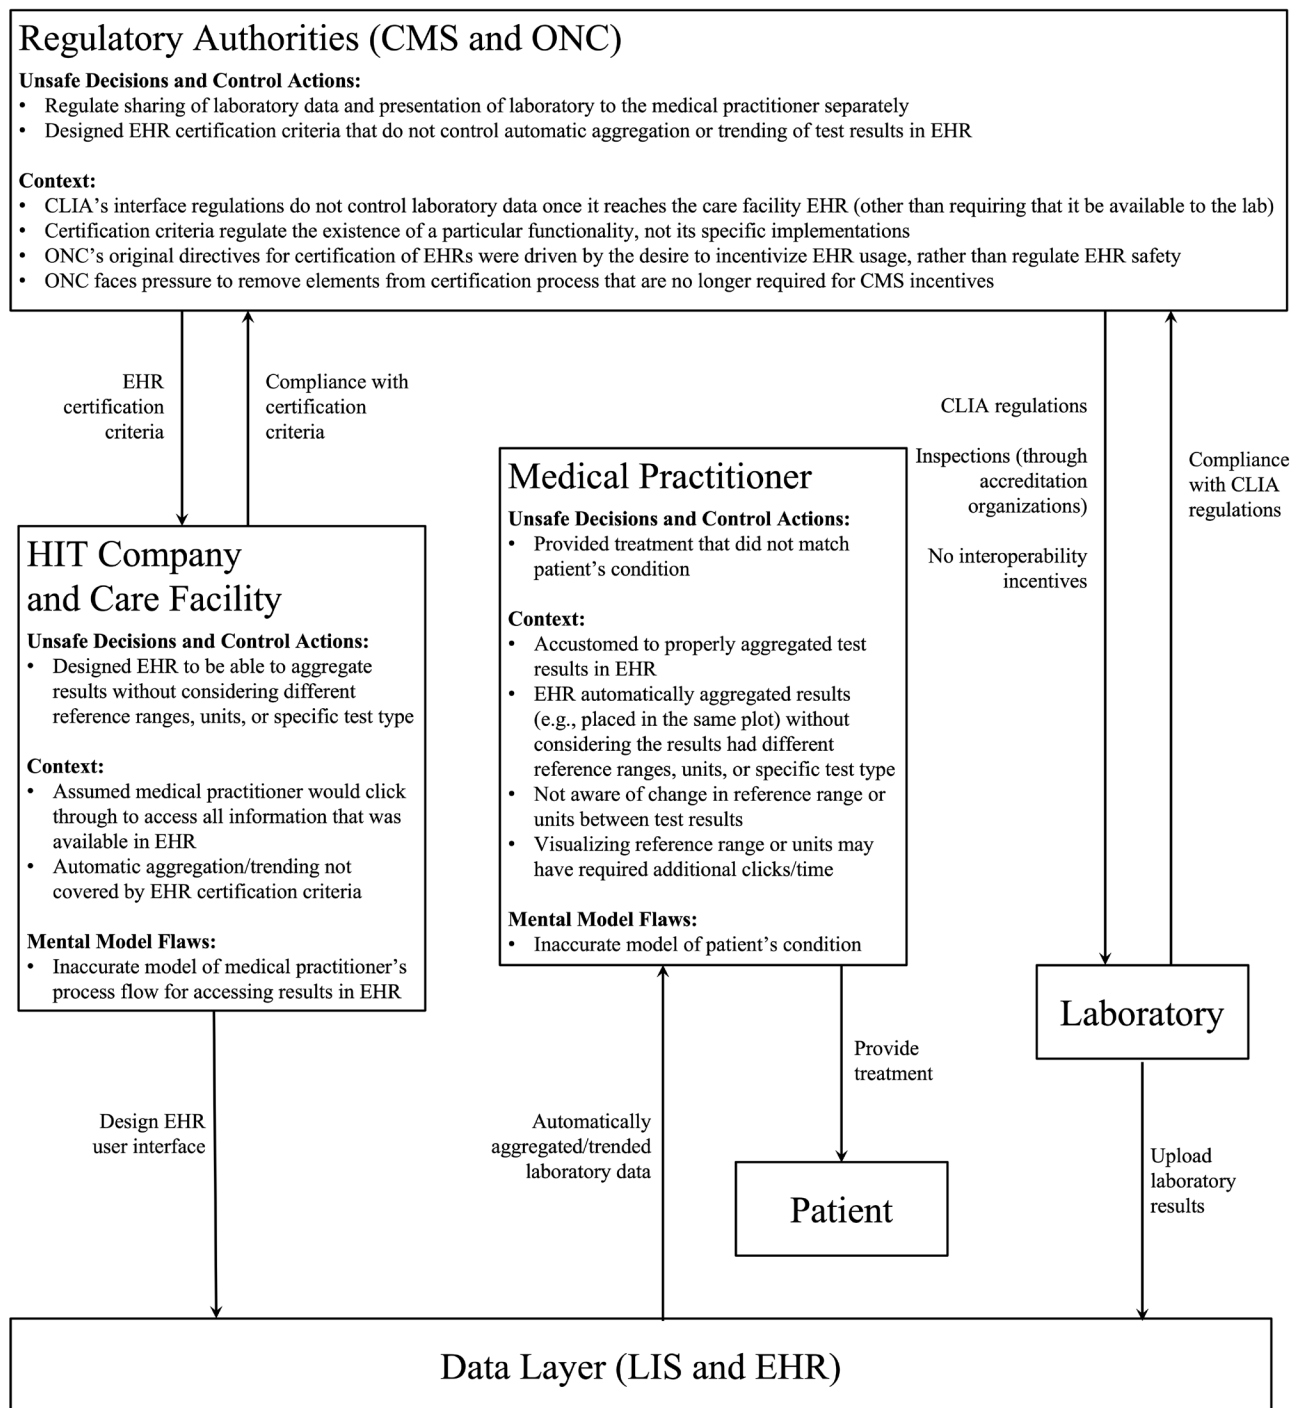 Regulatory Authorities (CMS and ONC)
Unsafe Decisions and Control Actions:
• Regulate sharing of laboratory data and presentation of laboratory to the medical practitioner separately
• Designed EHR certification criteria that do not control automatic aggregation or trending of test results in EHR
Context:
• CLIA's interface regulations do not control laboratory data once it reaches the care facility EHR (other than requiring that it be available to the lab)
• Certification criteria regulate the existence of a particular functionality, not its specific implementations
• ONC's original directives for certification of EHRs were driven by the desire to incentivize EHR usage, rather than regulate EHR safety
• ONC faces pressure to remove elements from certification process that are no longer required for CMS incentives
EHR
certification
criteria
Compliance with
certification
criteria
HIT Company
and Care Facility
Unsafe Decisions and Control Actions:
• Designed EHR to be able to aggregate
results without considering different
reference ranges, units, or specific test type
Context:
• Assumed medical practitioner would click
through to access all information that was
available in EHR
• Automatic aggregation/trending not
covered by EHR certification criteria
Mental Model Flaws:
• Inaccurate model of medical practitioner's
process flow for accessing results in EHR
Medical Practitioner
Unsafe Decisions and Control Actions:
• Provided treatment that did not match
patient's condition
Context:
• Accustomed to properly aggregated test
results in EHR
• EHR automatically aggregated results
(e.g., placed in the same plot) without
considering the results had different
reference ranges, units, or specific test type
• Not aware of change in reference range or
units between test results
• Visualizing reference range or units may
have required additional clicks/time
Mental Model Flaws:
• Inaccurate model of patient's condition
CLIA regulations
Inspections (through
accreditation
organizations)
No interoperability
incentives
Compliance
with CLIA
regulations
Laboratory
Design EHR
user interface
Automatically
aggregated/trended
laboratory data
Provide
treatment
Patient
Upload
laboratory
results
Data Layer (LIS and EHR)